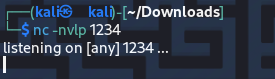 ┌──(kali㉿kali)-[~/Downloads]
└─$ nc -nvlp 1234
listening on [any] 1234 ...